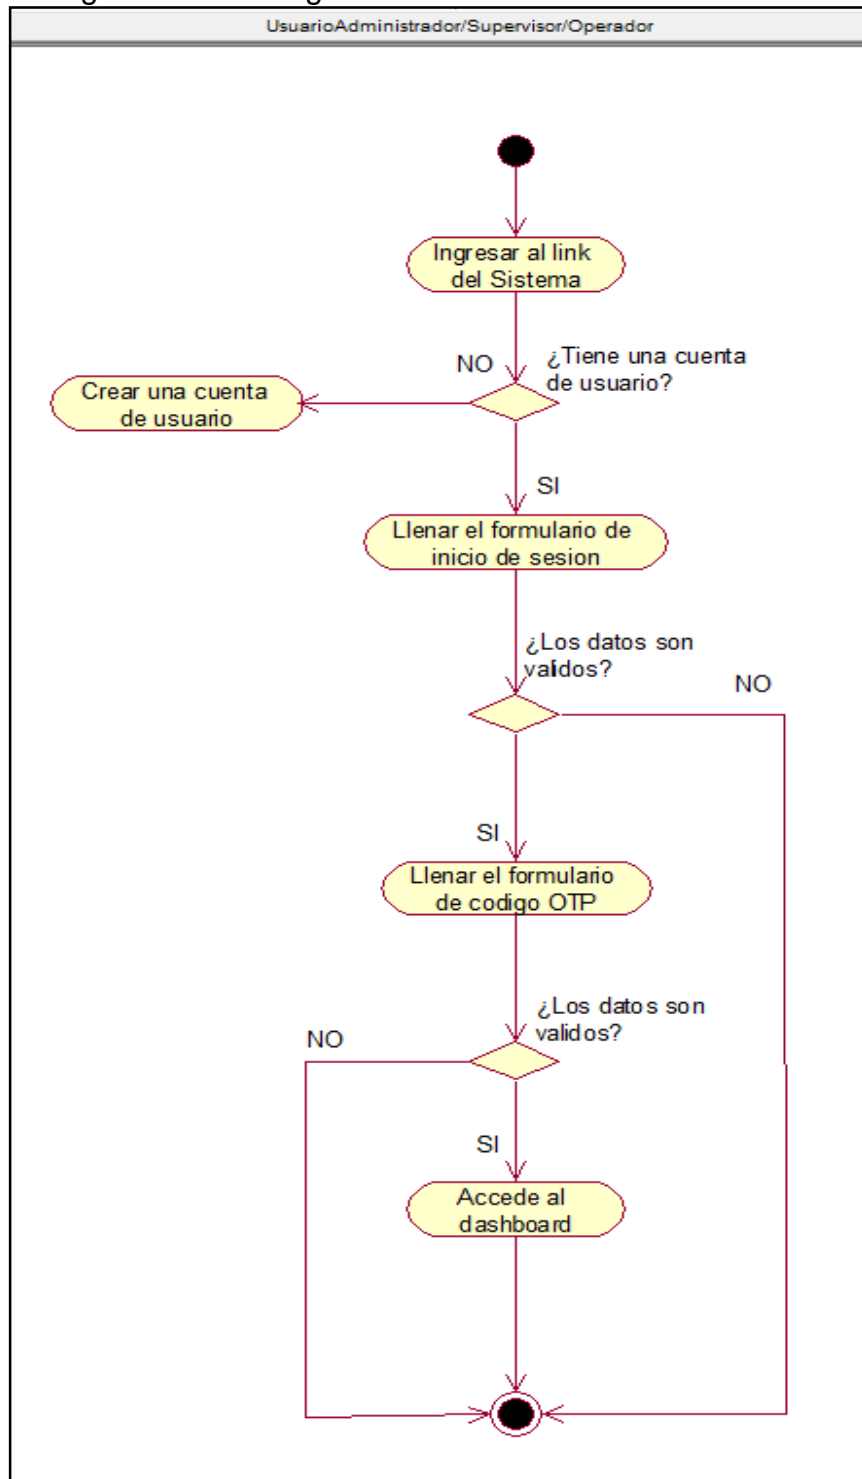 UsuarioAdministrador/Supervisor/Operador
Ingresar al link
del Sistema
NO
¿Tiene una cuenta
de usuario?
Crear una cuenta
de usuario
SI
Llenar el formulario de
inicio de sesion
¿Los datos son
validos?
NO
SI
Llenar el formulario
de codigo OTP
¿Los datos son
validos?
NO
SI
Accede al
dashboard